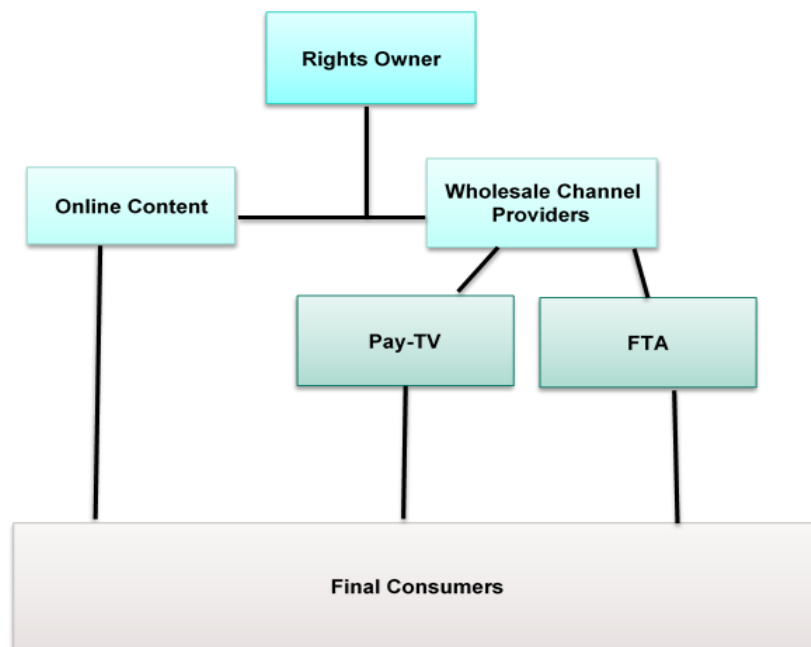 Rights Owner
Online Content
Wholesale Channel
Providers
Pay-TV
FTA
Final Consumers